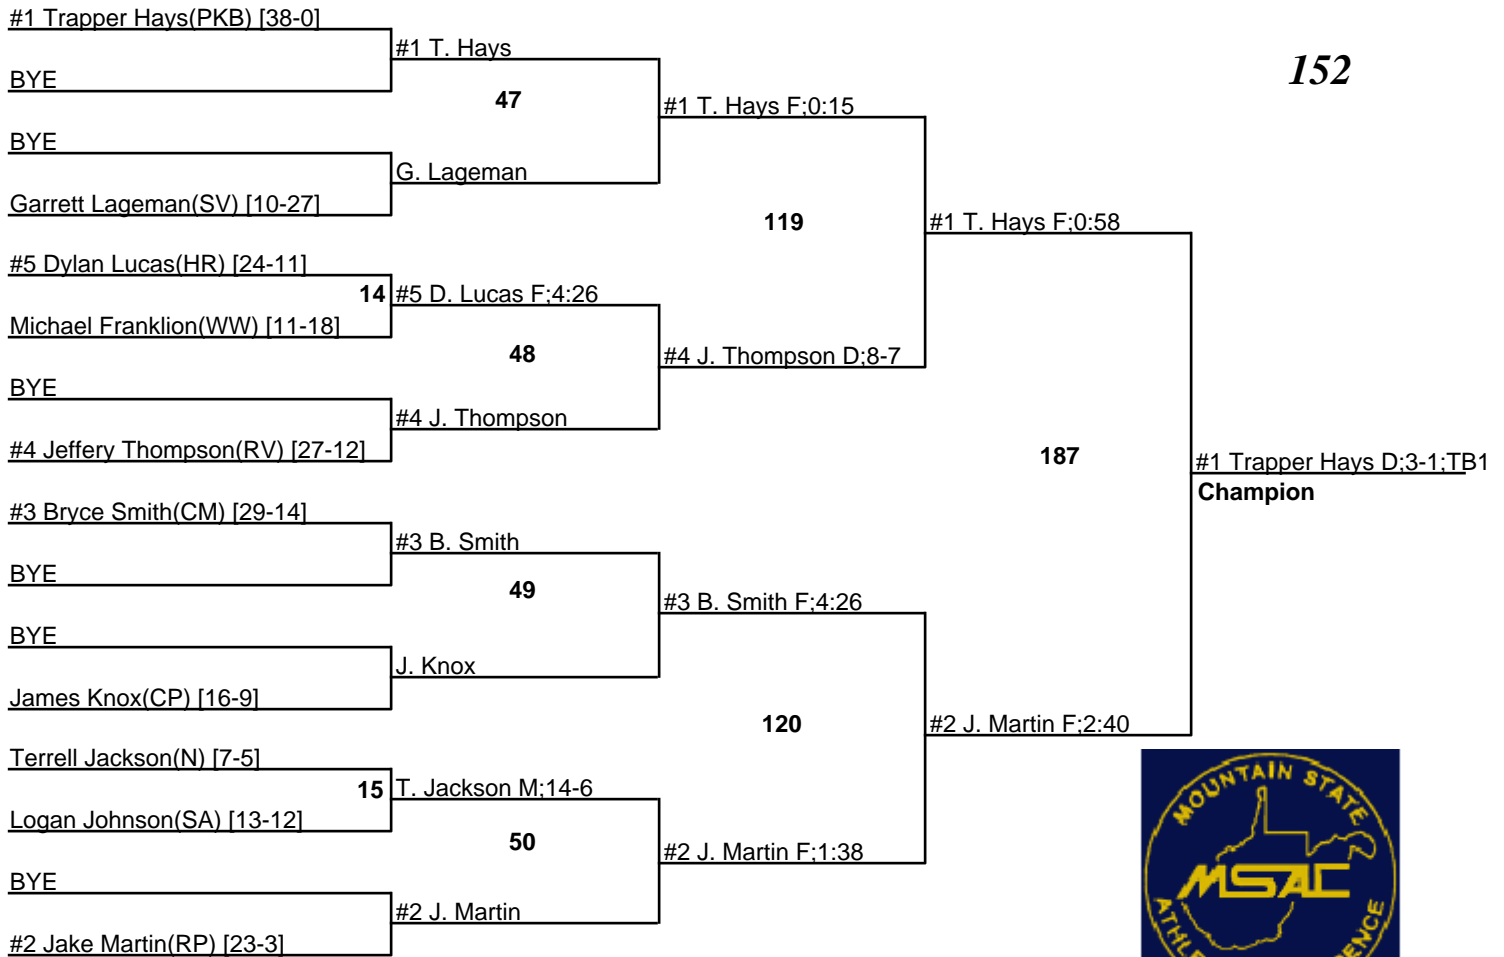 #1 Trapper Hays(PKB) [38-0]
#1 T. Hays
BYE
47
#1 T. Hays F;0:15
152
BYE
G. Lageman
Garrett Lageman(SV) [10-27]
119
#1 T. Hays F;0:58
#5 Dylan Lucas(HR) [24-11]
14
#5 D. Lucas F;4:26
Michael Franklion(WW) [11-18]
48
#4 J. Thompson D;8-7
BYE
#4 J. Thompson
#4 Jeffery Thompson(RV) [27-12]
187
#1 Trapper Hays D;3-1;TB1
Champion
#3 Bryce Smith(CM) [29-14]
#3 B. Smith
BYE
49
#3 B. Smith F;4:26
BYE
J. Knox
James Knox(CP) [16-9]
120
#2 J. Martin F;2:40
Terrell Jackson(N) [7-5]
15
T. Jackson M;14-6
Logan Johnson(SA) [13-12]
50
#2 J. Martin F;1:38
BYE
#2 J. Martin
#2 Jake Martin(RP) [23-3]
MOUNTAIN STATE
MSAC